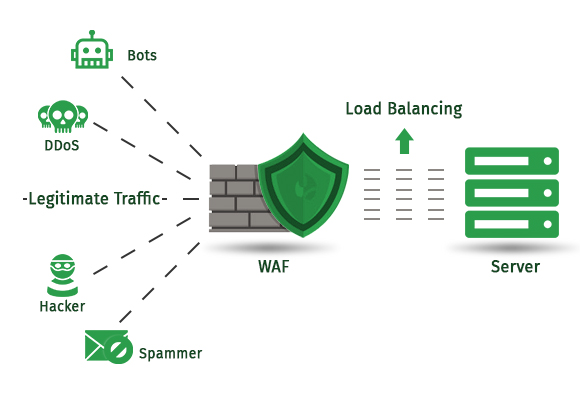 Bots
Load Balancing
DDoS
-Legitimate Traffic-
WAF
Server
Hacker
Spammer